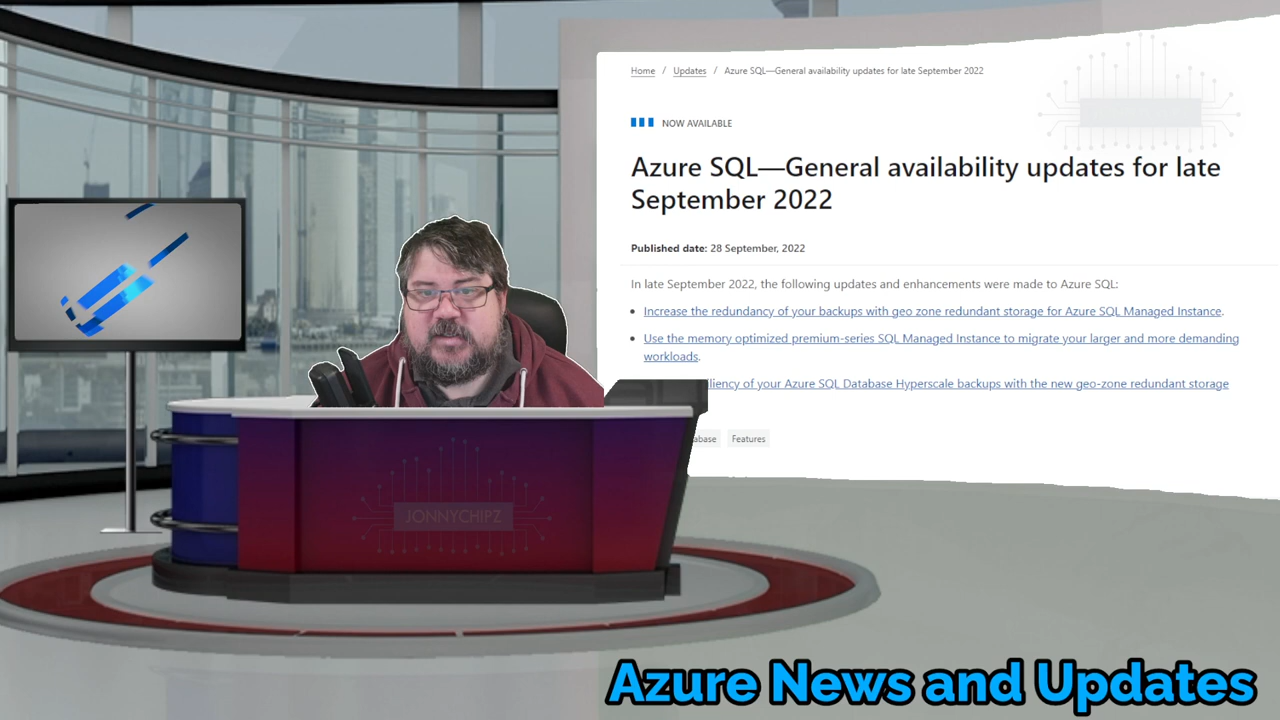 Home / Updates / Azure SQL—General availability updates for late September 2022
NOW AVAILABLE
Azure SQL—General availability updates for late
September 2022
Published date: 28 September, 2022
In late September 2022, the following updates and enhancements were made to Azure SQL:
Increase the redundancy of your backups with geo zone redundant storage for Azure SQL Managed Instance.
Use the memory optimized premium-series SQL Managed Instance to migrate your larger and more demanding
workloads.
of your Azure SQL Database Hyperscale backups with the new geo-zone redundant storage
Features
JONNYCHIPZ
Azure News and Updates